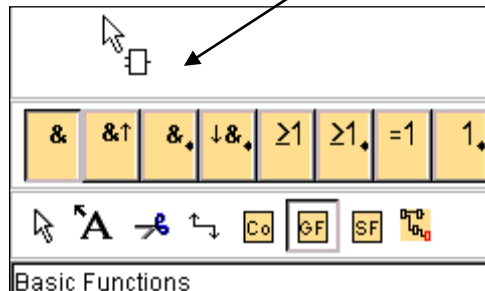 & &↑ &. ↓&. ≥1 ≥1. =1 1.
A Co GF SF
Basic Functions